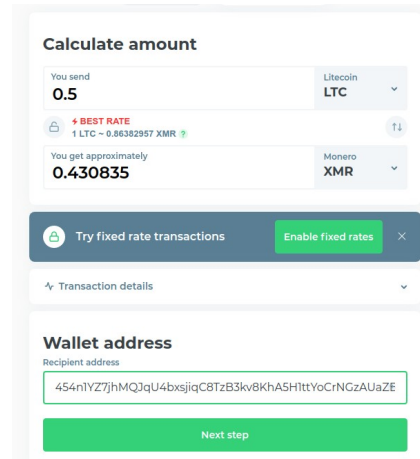 Calculate amount
You send
0.5
Litecoin
LTC
BEST RATE
1 LTC ~ 0.86382957 XMR ?
You get approximately
0.430835
Monero
XMR
Try fixed rate transactions
Enable fixed rates
Transaction details
Wallet address
Recipient address
454n1YZ7jhMQJqU4bxsjiqC8TzB3kv8KhA5H1ttYoCrNGzAUaZE
Next step